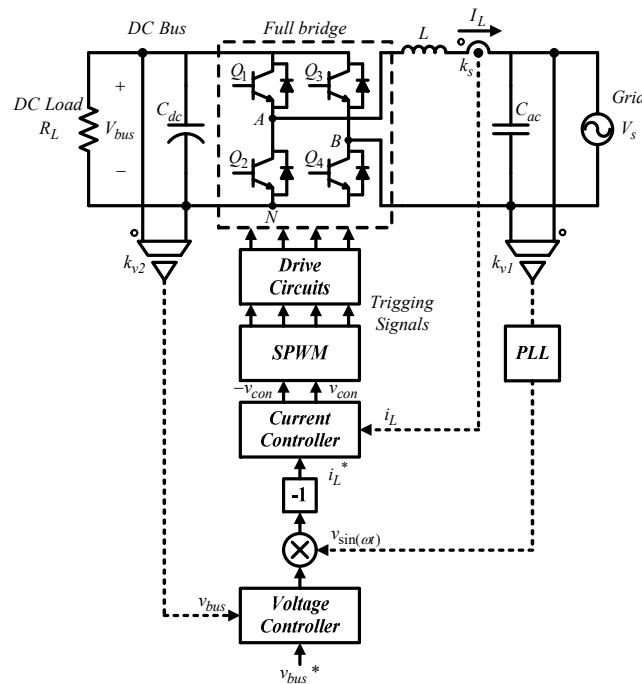 DC Bus
Full bridge
I_L
L
k_s
Q_1
Q_3
A
B
Q_2
Q_4
N
DC Load
R_L
+
V_bus
−
C_dc
C_ac
Grid
V_s
k_v2
k_v1
Drive
Circuits
Trigging
Signals
SPWM
PLL
−v_con
v_con
Current
Controller
i_L
i_L*
-1
v_sin(ωt)
v_bus
Voltage
Controller
v_bus*